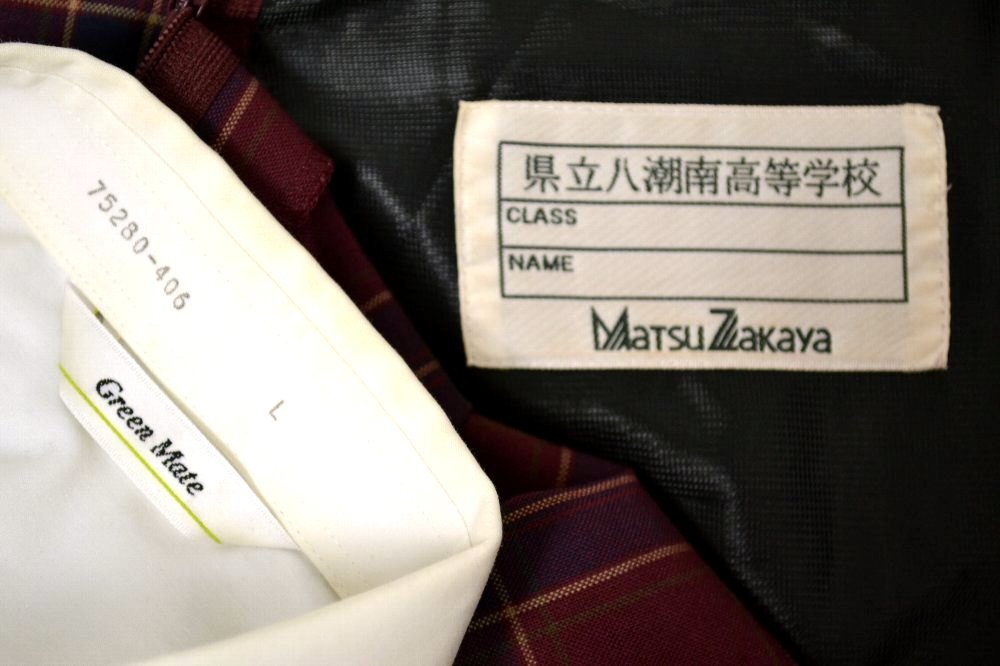 75280-406
L
Green Mate
県立八潮南高等学校
CLASS
NAME
MatsuZakaya